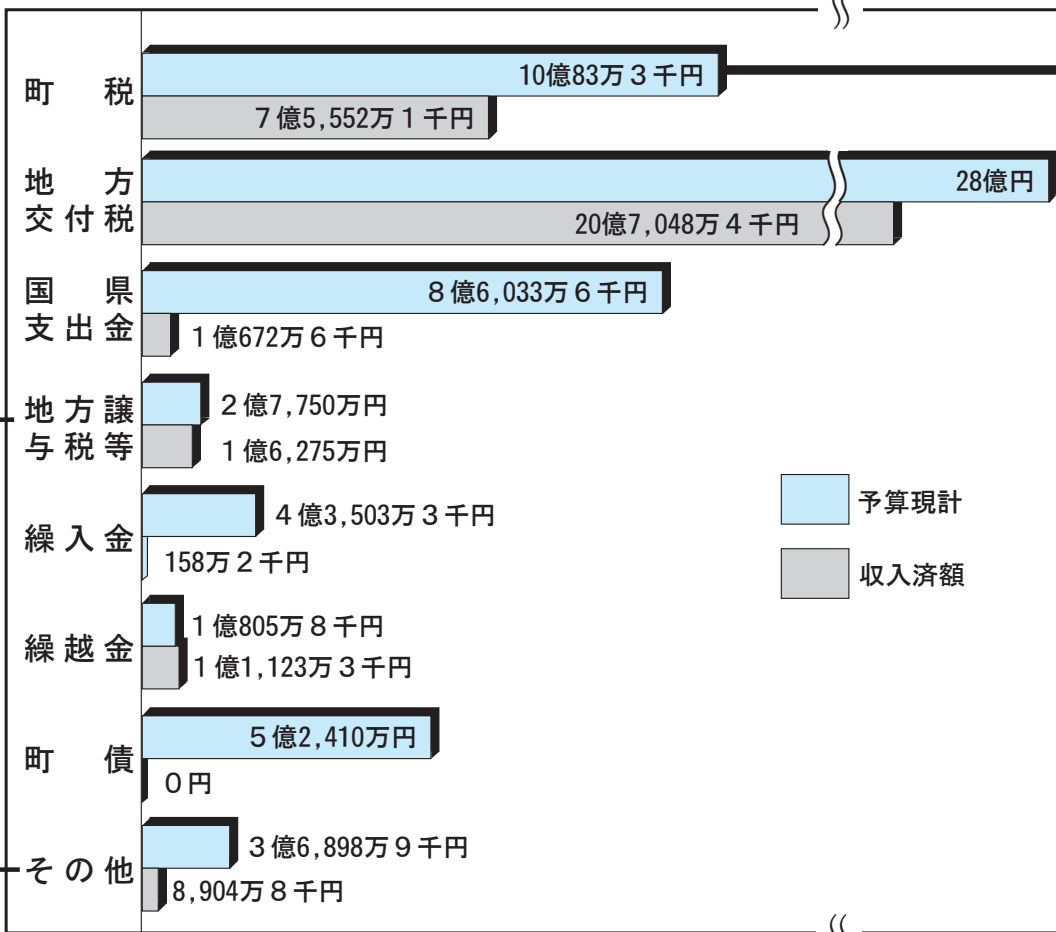 町税
10億83万3千円
7億5,552万1千円
地方
交付税
28億円
20億7,048万4千円
国県
支出金
8億6,033万6千円
1億672万6千円
地方譲
与税等
2億7,750万円
1億6,275万円
繰入金
4億3,503万3千円
158万2千円
繰越金
1億805万8千円
1億1,123万3千円
町債
5億2,410万円
0円
その他
3億6,898万9千円
8,904万8千円
予算現計
収入済額